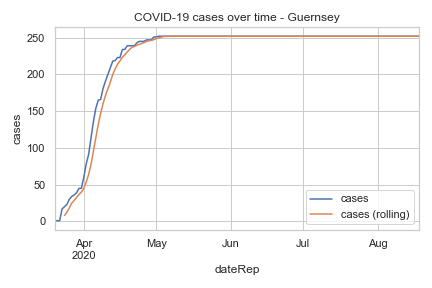 COVID-19 cases over time - Guernsey
cases
250
200
150
100
50
0
Apr
2020
May
Jun
Jul
Aug
dateRep
cases
cases (rolling)